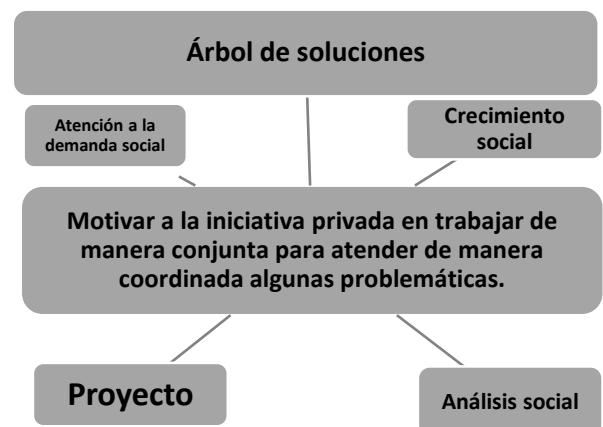 Árbol de soluciones
Atención a la
demanda social
Crecimiento
social
Motivar a la iniciativa privada en trabajar de
manera conjunta para atender de manera
coordinada algunas problemáticas.
Proyecto
Análisis social